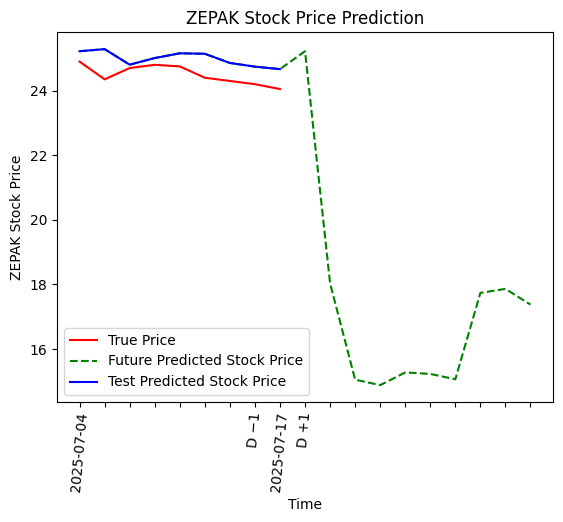 ZEPAK Stock Price Prediction
ZEPAK Stock Price
24
22
20
18
16
True Price
Future Predicted Stock Price
Test Predicted Stock Price
2025-07-04
D −1
2025-07-17
D +1
Time